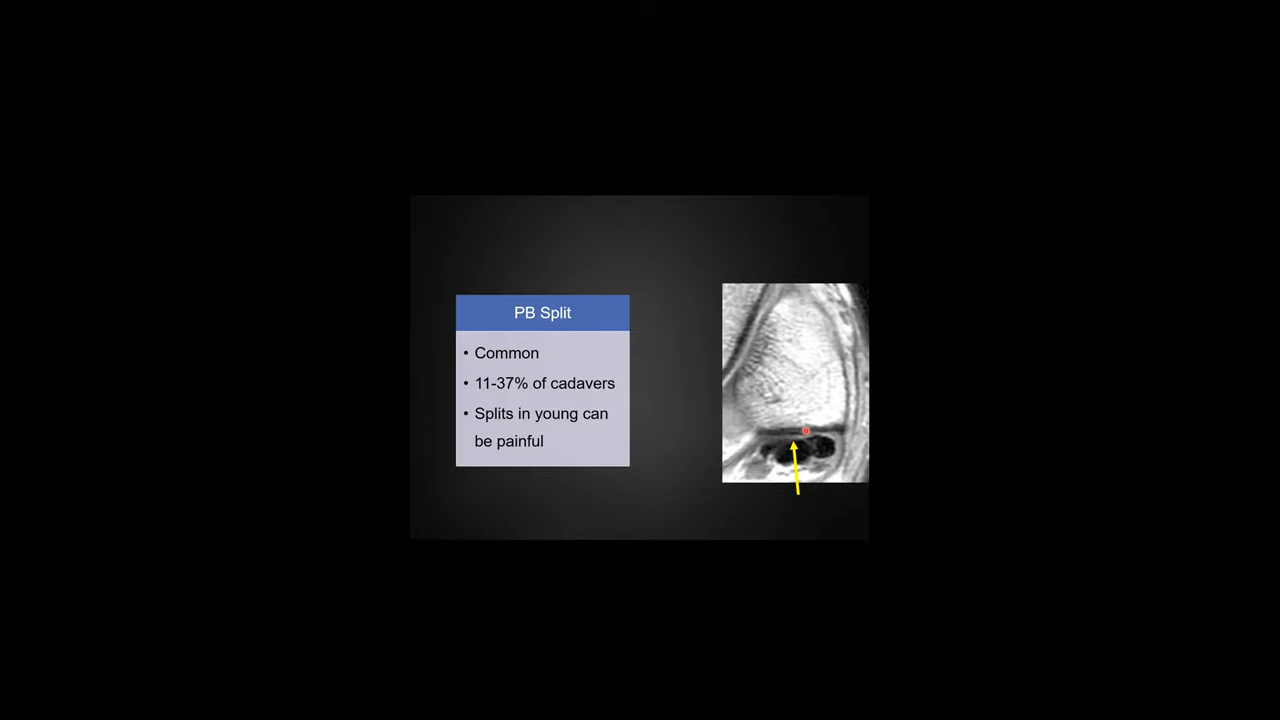 PB Split
• Common
• 11-37% of cadavers
• Splits in young can
be painful